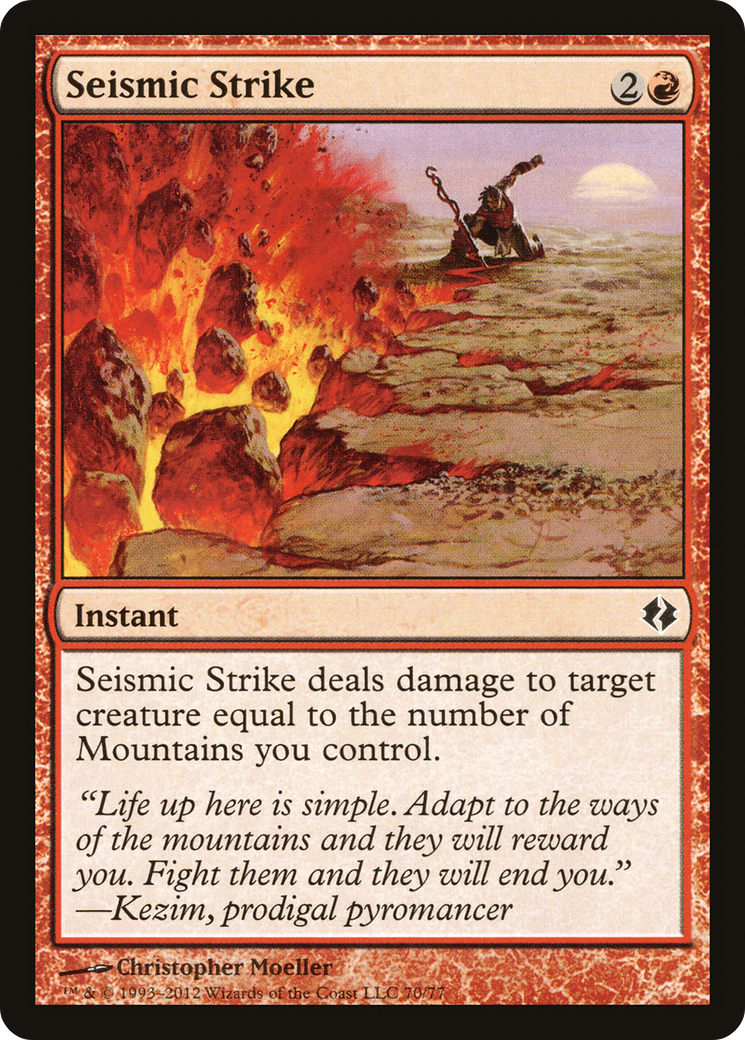 Seismic Strike 2
Instant
Seismic Strike deals damage to target
creature equal to the number of
Mountains you control.
“Life up here is simple. Adapt to the ways
of the mountains and they will reward
you. Fight them and they will end you.”
—Kezim, prodigal pyromancer
Christopher Moeller
™ & © 1993–2012 Wizards of the Coast LLC 70/77